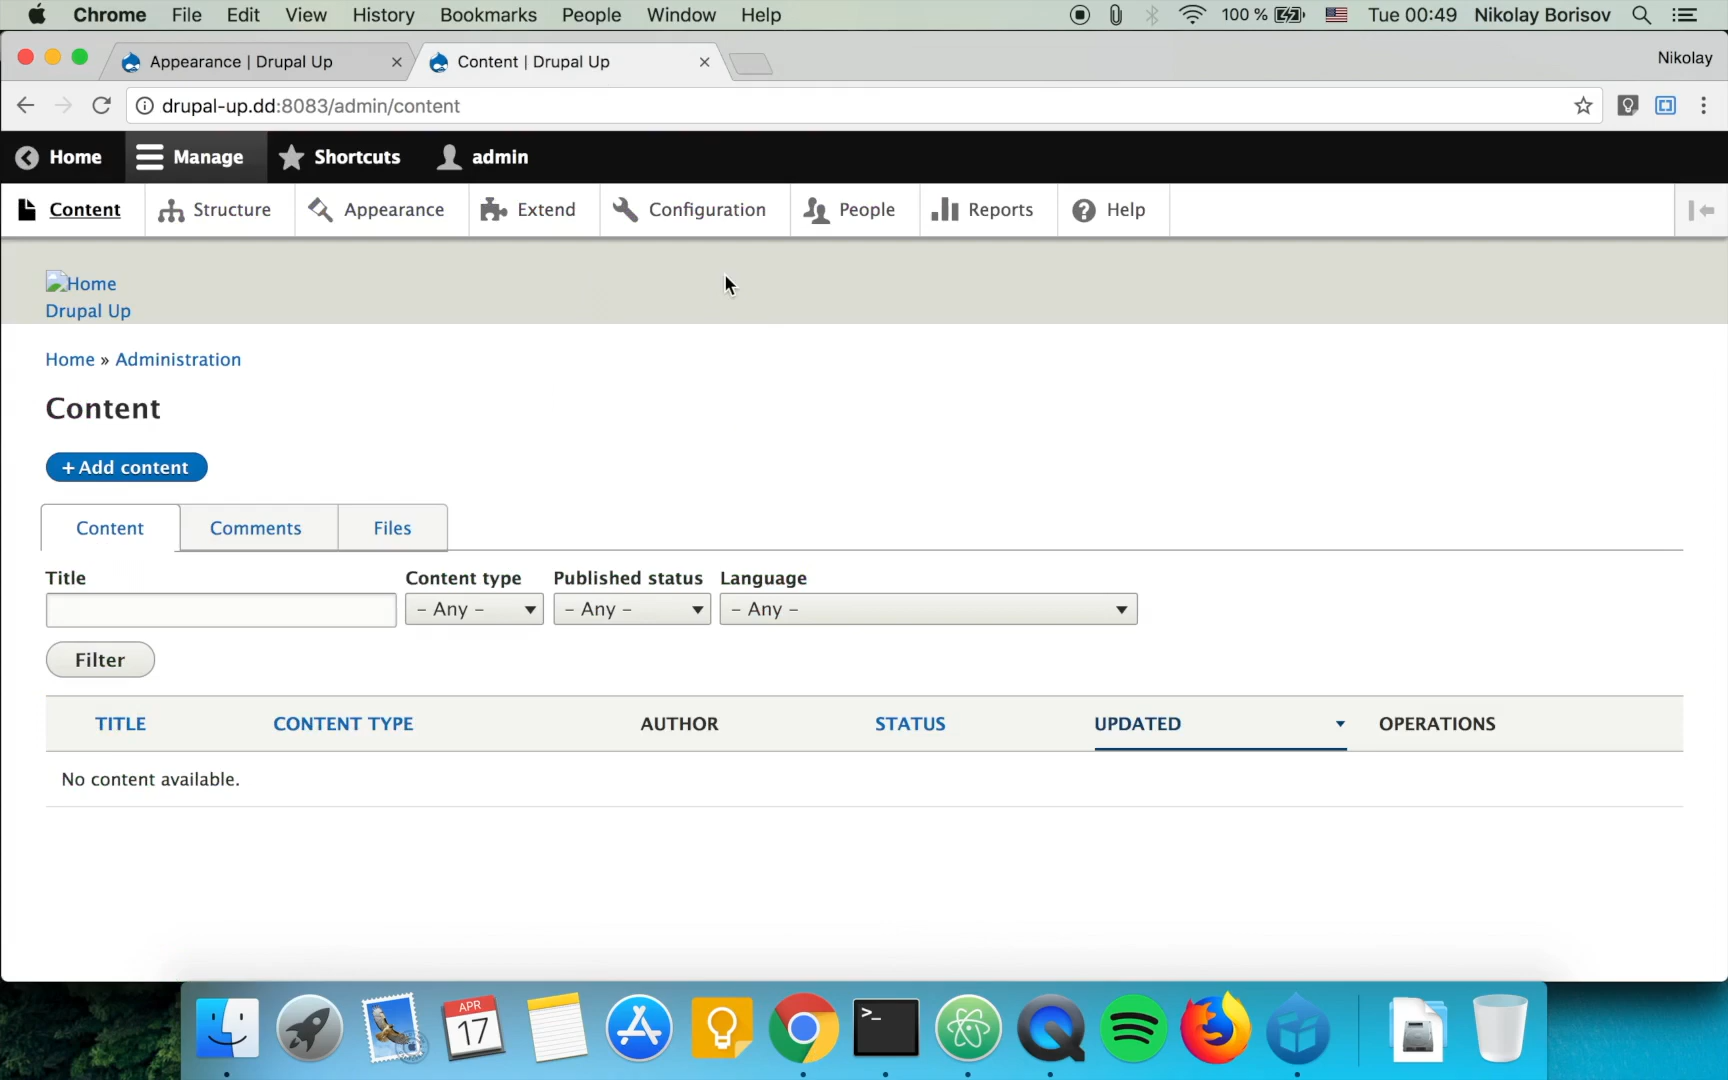 Chrome File Edit View History Bookmarks People Window Help 100 % Tue 00:49 Nikolay Borisov
Appearance | Drupal Up Content | Drupal Up Nikolay
drupal-up.dd:8083/admin/content
Home Manage Shortcuts admin
Content Structure Appearance Extend Configuration People Reports Help
Home
Drupal Up
Home » Administration
Content
+ Add content
Content Comments Files
Title Content type Published status Language
- Any - - Any - - Any -
Filter
TITLE CONTENT TYPE AUTHOR STATUS UPDATED OPERATIONS
No content available.
APR
17
>_